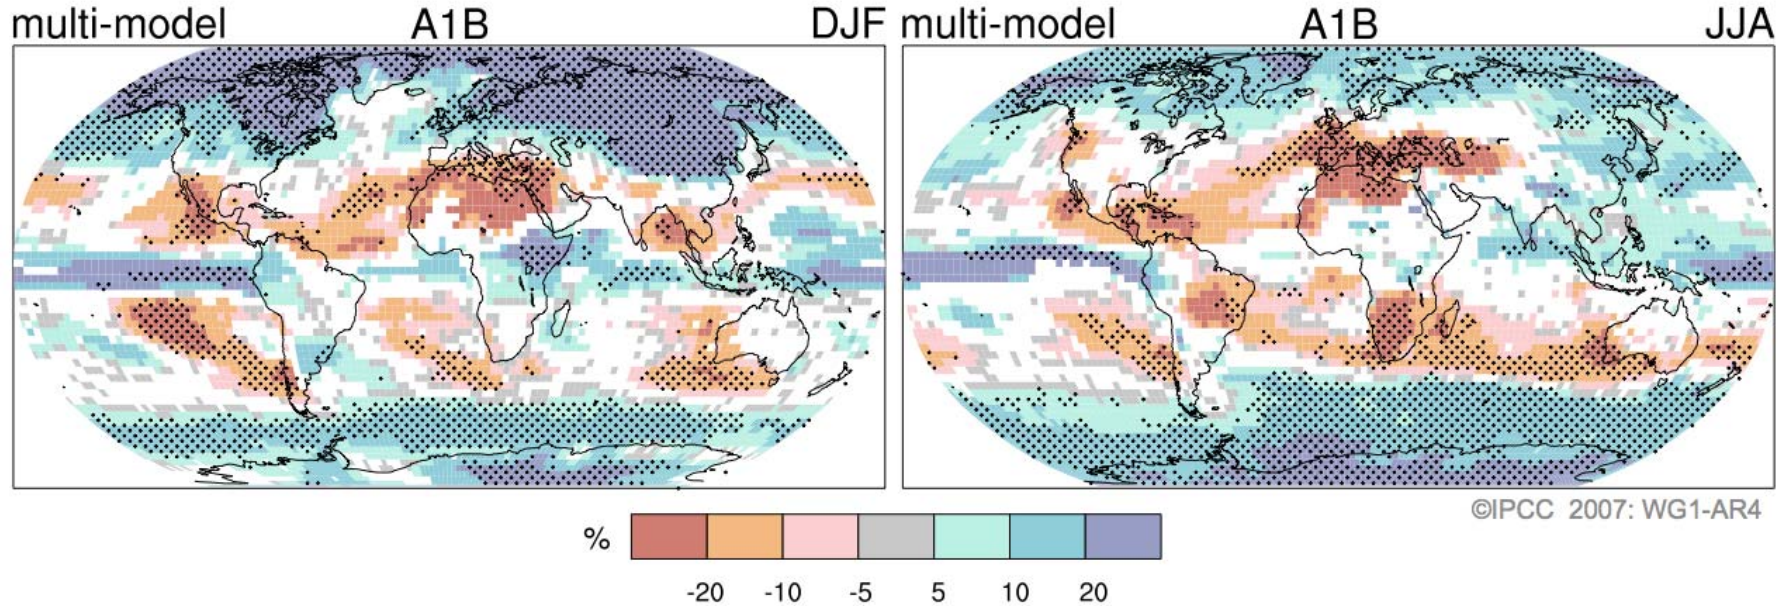 multi-model A1B DJF
multi-model A1B JJA
©IPCC 2007: WG1-AR4
%
-20 -10 -5 5 10 20